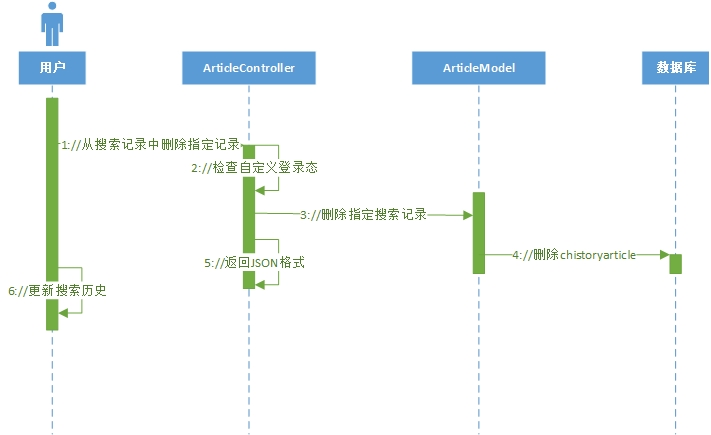 用户
ArticleController
ArticleModel
数据库
1://从搜索记录中删除指定记录
2://检查自定义登录态
3://删除指定搜索记录
4://删除chistoryarticle
5://返回JSON格式
6://更新搜索历史